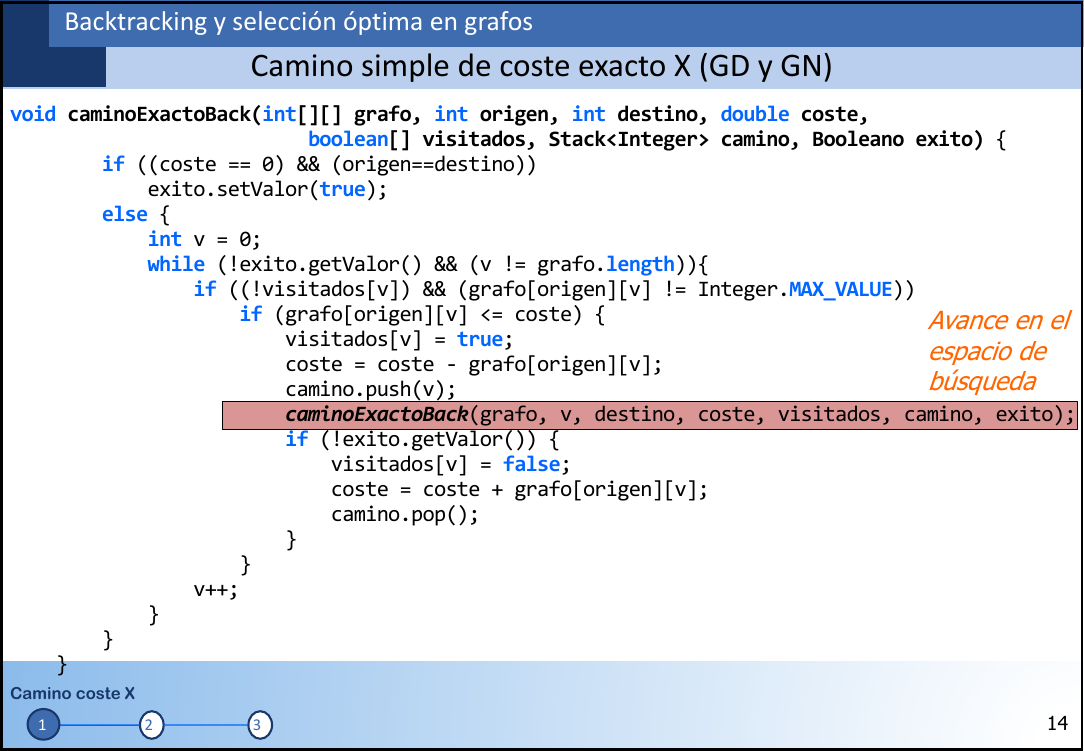 Backtracking y selección óptima en grafos
Camino simple de coste exacto X (GD y GN)
void caminoExactoBack(int[][] grafo, int origen, int destino, double coste,
boolean[] visitados, Stack<Integer> camino, Booleano exito) {
if ((coste == 0) && (origen==destino))
exito.setValor(true);
else {
int v = 0;
while (!exito.getValor() && (v != grafo.length)){
if ((!visitados[v]) && (grafo[origen][v] != Integer.MAX_VALUE))
if (grafo[origen][v] <= coste) {
visitados[v] = true;
coste = coste - grafo[origen][v];
camino.push(v);
Avance en el
espacio de
búsqueda
caminoExactoBack(grafo, v, destino, coste, visitados, camino, exito);
if (!exito.getValor()) {
visitados[v] = false;
coste = coste + grafo[origen][v];
camino.pop();
}
}
v++;
}
}
}
Camino coste X
1 2 3
14